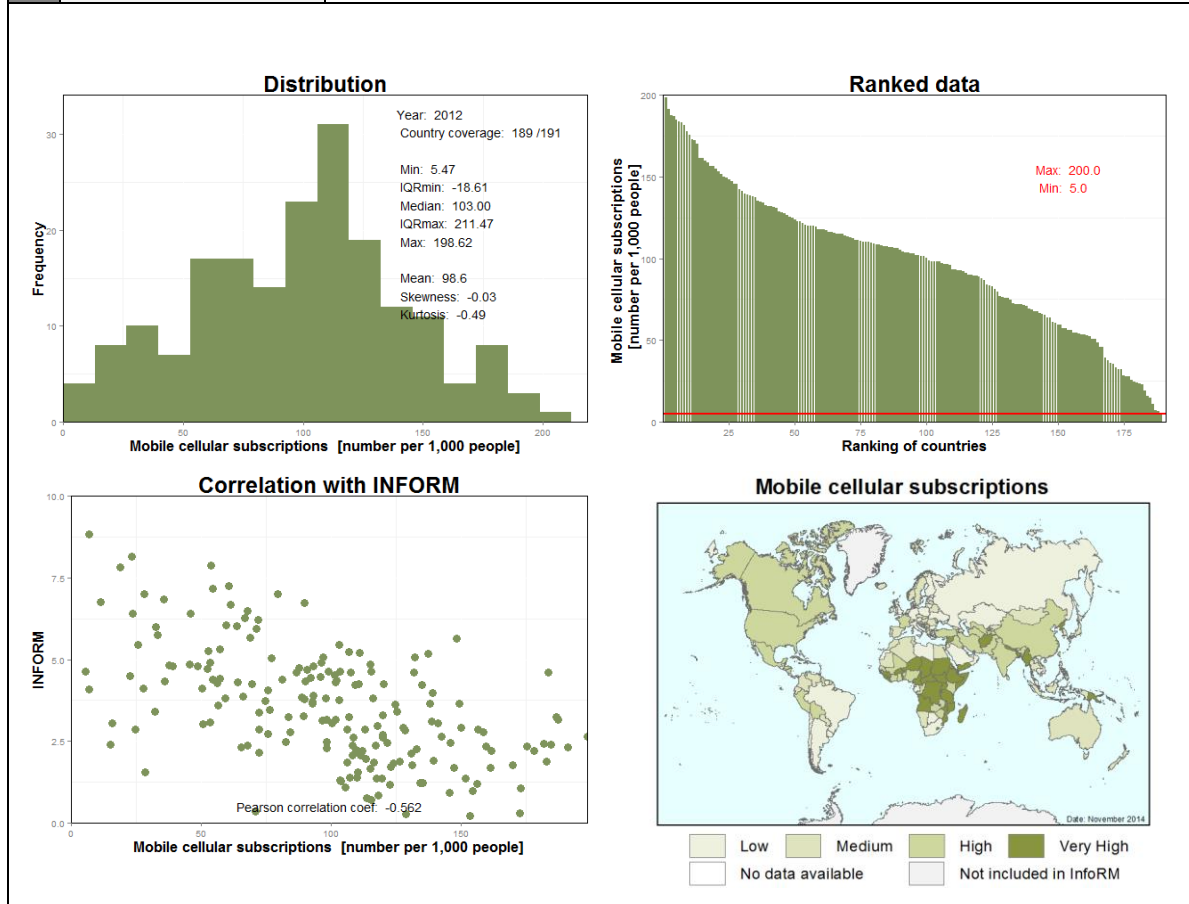 Distribution
Year: 2012
Country coverage: 189 /191
Min: 5.47
IQRmin: -18.61
Median: 103.00
IQRmax: 211.47
Max: 198.62
Mean: 98.6
Skewness: -0.03
Kurtosis: -0.49
Frequency
30
20
10
0
0 50 100 150 200
Mobile cellular subscriptions [number per 1,000 people]
Ranked data
Max: 200.0
Min: 5.0
Mobile cellular subscriptions
[number per 1,000 people]
200
150
100
50
0
25 50 75 100 125 150 175
Ranking of countries
Correlation with INFORM
INFORM
10.0
7.5
5.0
2.5
0.0
Pearson correlation coef: -0.562
0 50 100 150
Mobile cellular subscriptions [number per 1,000 people]
Mobile cellular subscriptions
Date: November 2014
Low Medium High Very High
No data available Not included in InfoRM